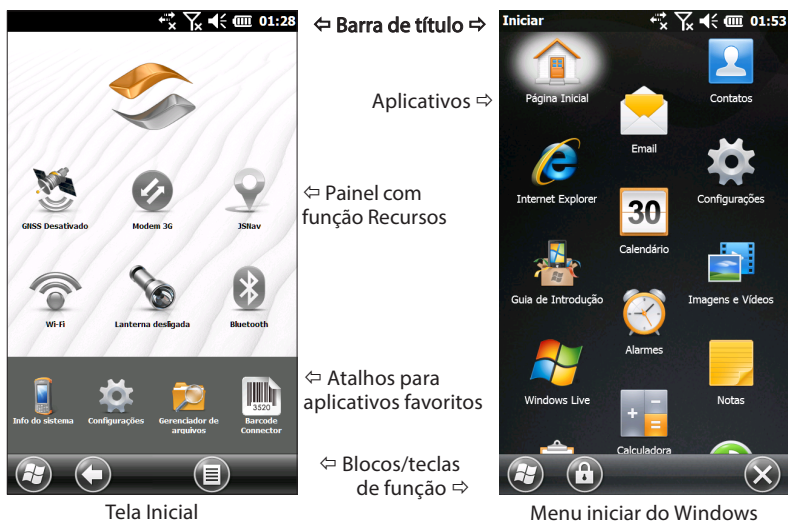 01:28
⇦ Barra de título ⇨
Iniciar
01:53
Aplicativos ⇨
Página Inicial
Contatos
Email
GNSS Desativado
Modem 3G
JSNav
⇦ Painel com
função Recursos
Internet Explorer
Configurações
30
Calendário
Wi-Fi
Lanterna desligada
Bluetooth
Guia de Introdução
Imagens e Vídeos
Alarmes
⇦ Atalhos para
aplicativos favoritos
Windows Live
Notas
3520
Info do sistema
Configurações
Gerenciador de
arquivos
Barcode
Connector
Calculadora
⇦ Blocos/teclas
de função ⇨
Tela Inicial
Menu iniciar do Windows